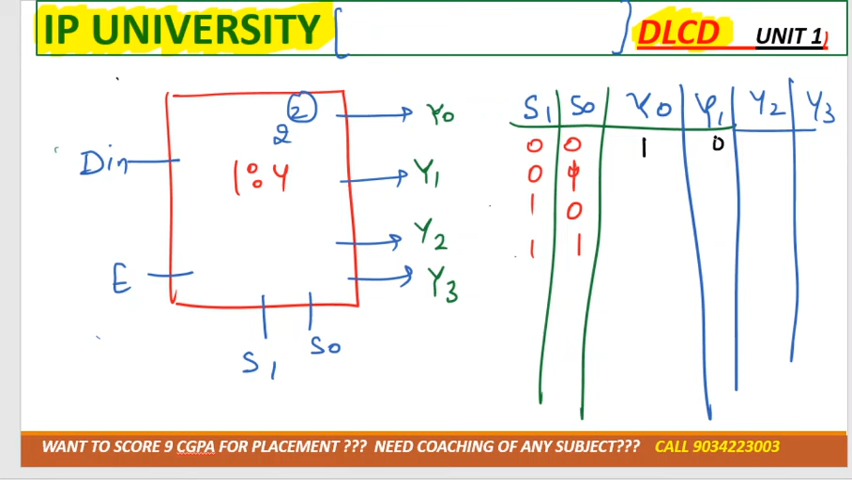 IP UNIVERSITY [ ] DLCD UNIT 1)
2
2
1:4
Din
E
S1 S0
Y0
Y1
Y2
Y3
S1 S0 Y0 Y1 Y2 Y3
0 0 1 0
0 1
1 0
1 1
WANT TO SCORE 9 CGPA FOR PLACEMENT ??? NEED COACHING OF ANY SUBJECT??? CALL 9034223003